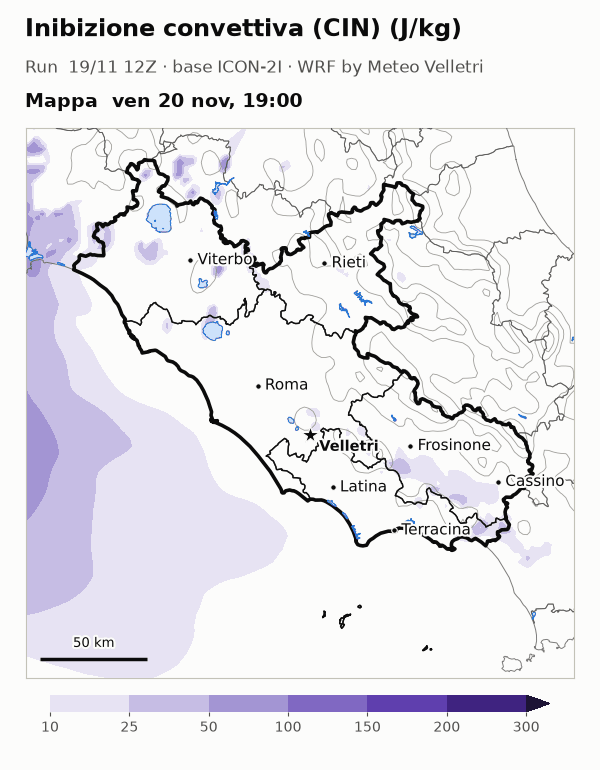 Inibizione convettiva (CIN) (J/kg)
Run 19/11 12Z · base ICON-2I · WRF by Meteo Velletri
Mappa ven 20 nov, 19:00
Viterbo
Rieti
Roma
Velletri
Frosinone
Latina
Cassino
Terracina
50 km
10 25 50 100 150 200 300